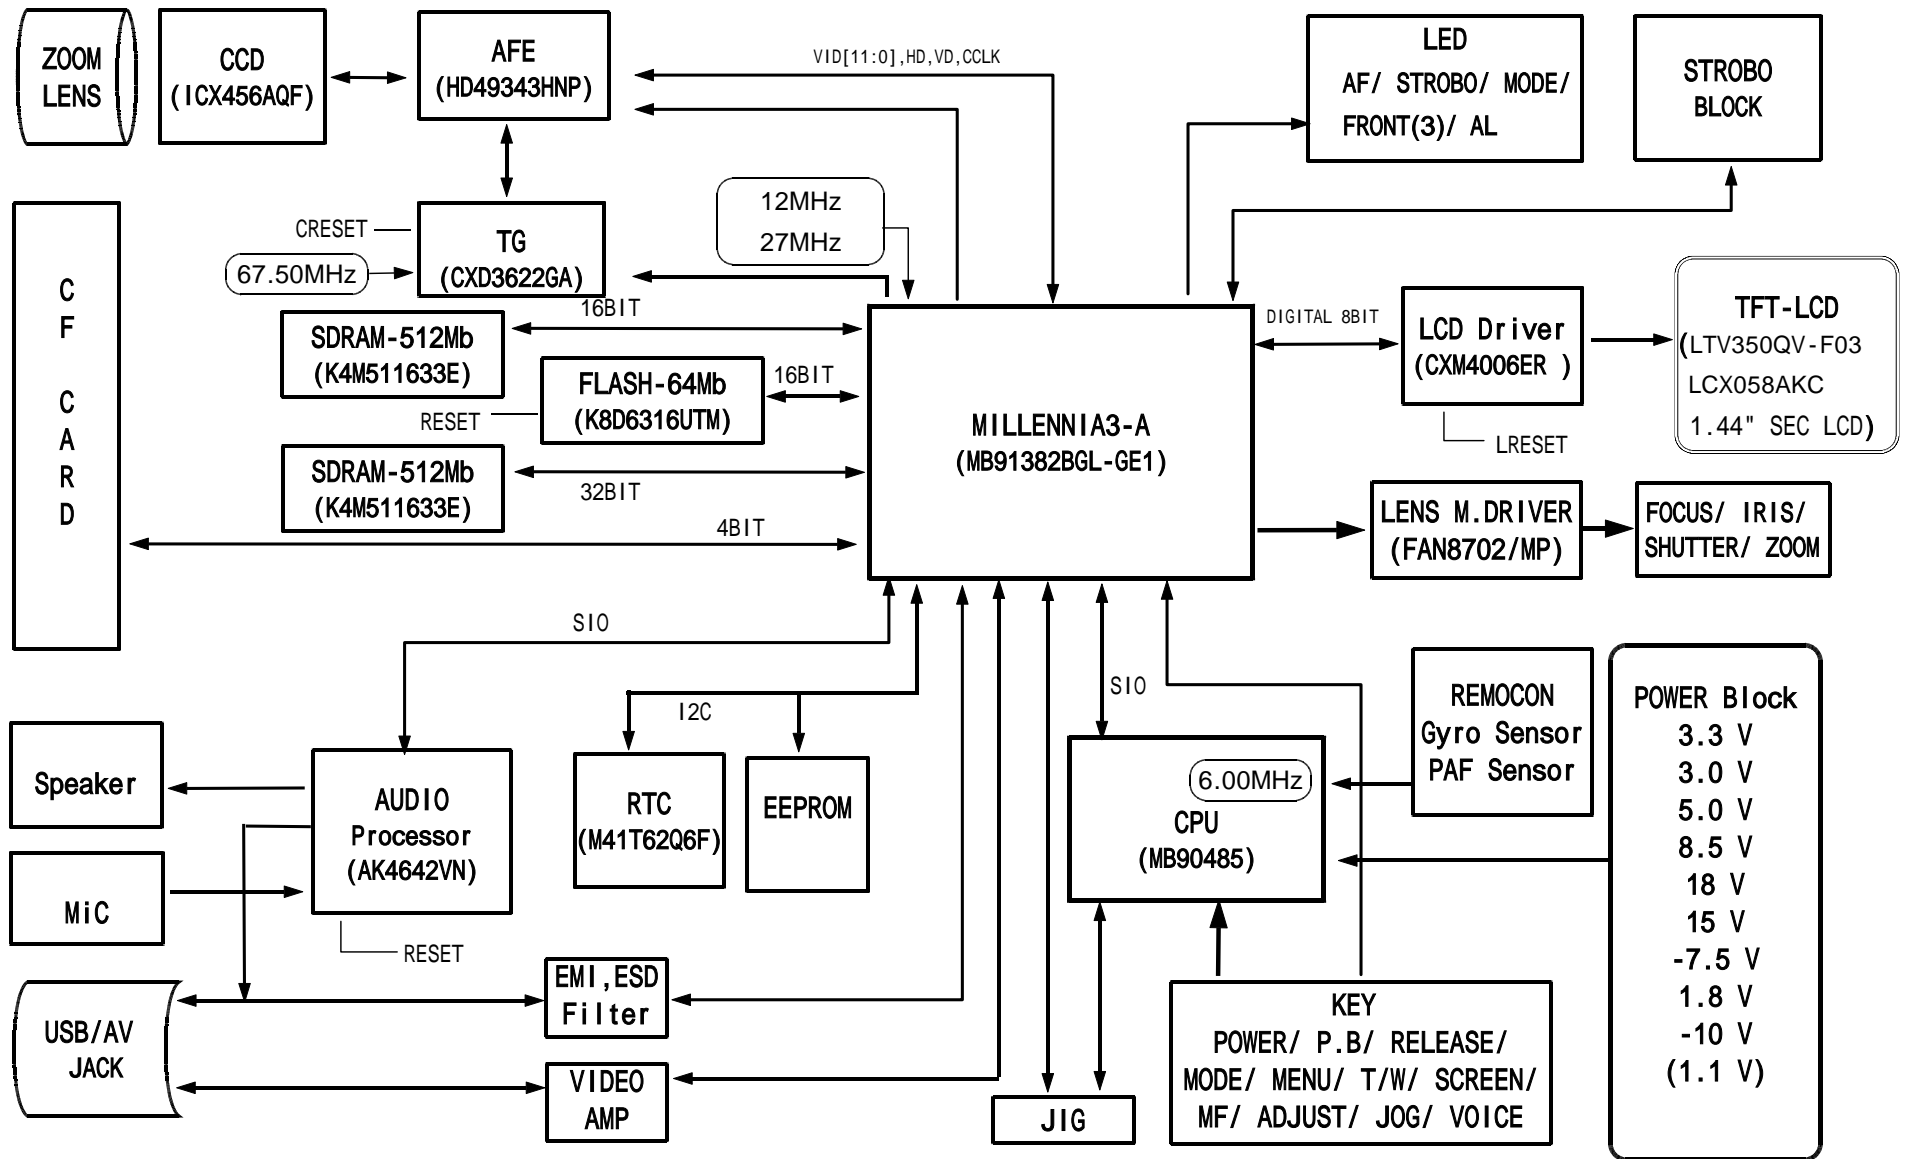 ZOOM
LENS
CCD
(ICX456AQF)
AFE
(HD49343HNP)
VID[11:0],HD,VD,CCLK
LED
AF/ STROBO/ MODE/
FRONT(3)/ AL
STROBO
BLOCK
CF CARD
CRESET
67.50MHz
TG
(CXD3622GA)
12MHz
27MHz
16BIT
SDRAM-512Mb
(K4M511633E)
FLASH-64Mb
(K8D6316UTM)
16BIT
RESET
SDRAM-512Mb
(K4M511633E)
32BIT
4BIT
MILLENNIA3-A
(MB91382BGL-GE1)
DIGITAL 8BIT
LCD Driver
(CXM4006ER )
LRESET
TFT-LCD
(LTV350QV-F03
LCX058AKC
1.44" SEC LCD)
LENS M.DRIVER
(FAN8702/MP)
FOCUS/ IRIS/
SHUTTER/ ZOOM
SIO
I2C
SIO
Speaker
MiC
AUDIO
Processor
(AK4642VN)
RESET
RTC
(M41T62Q6F)
EEPROM
6.00MHz
CPU
(MB90485)
REMOCON
Gyro Sensor
PAF Sensor
POWER Block
3.3 V
3.0 V
5.0 V
8.5 V
18 V
15 V
-7.5 V
1.8 V
-10 V
(1.1 V)
USB/AV
JACK
EMI,ESD
Filter
VIDEO
AMP
JIG
KEY
POWER/ P.B/ RELEASE/
MODE/ MENU/ T/W/ SCREEN/
MF/ ADJUST/ JOG/ VOICE